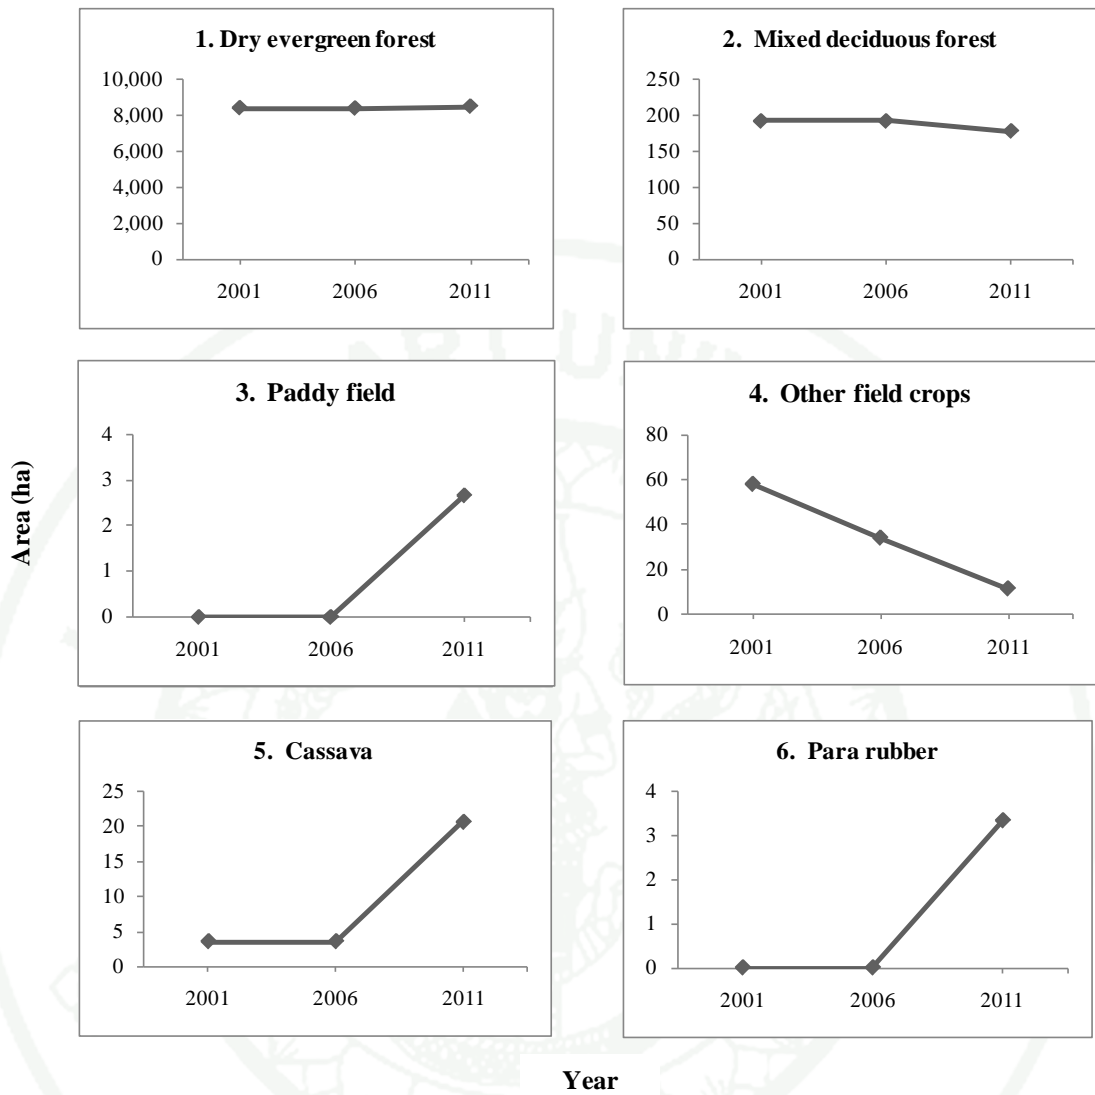 1. Dry evergreen forest
10,000
8,000
6,000
4,000
2,000
0
2001 2006 2011
2. Mixed deciduous forest
250
200
150
100
50
0
2001 2006 2011
Area (ha)
3. Paddy field
4
3
2
1
0
2001 2006 2011
4. Other field crops
80
60
40
20
0
2001 2006 2011
5. Cassava
25
20
15
10
5
0
2001 2006 2011
6. Para rubber
4
3
2
1
0
2001 2006 2011
Year